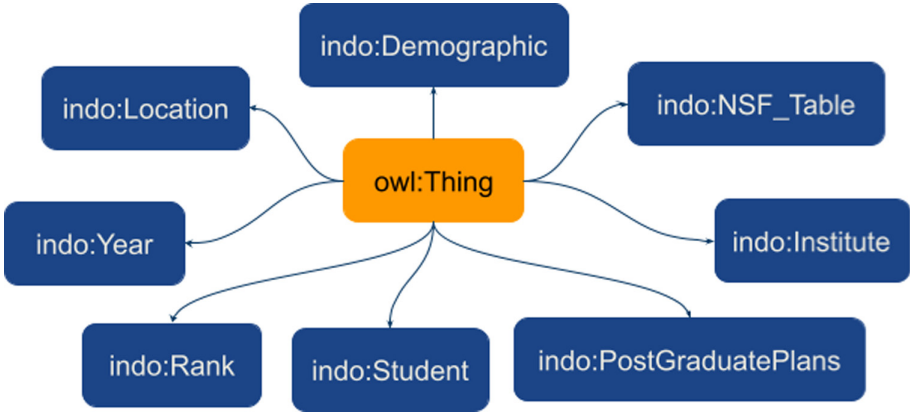 indo:Demographic
indo:Location
indo:NSF_Table
owl:Thing
indo:Year
indo:Institute
indo:Rank
indo:Student
indo:PostGraduatePlans